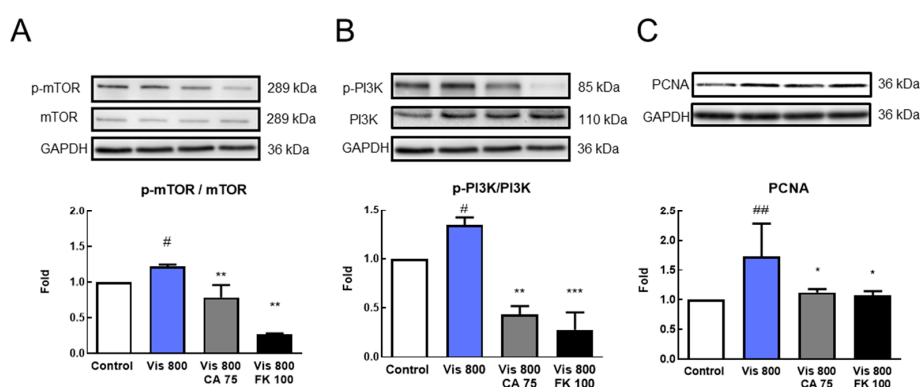 A
p-mTOR 289 kDa
mTOR 289 kDa
GAPDH 36 kDa
p-mTOR / mTOR
2.0
1.5
1.0
0.5
0.0
Fold
#
**
**
Control
Vis 800
Vis 800 CA 75
Vis 800 FK 100
B
p-PI3K 85 kDa
PI3K 110 kDa
GAPDH 36 kDa
p-PI3K/PI3K
1.5
1.0
0.5
0.0
Fold
#
**
***
Control
Vis 800
Vis 800 CA 75
Vis 800 FK 100
C
PCNA 36 kDa
GAPDH 36 kDa
PCNA
2.5
2.0
1.5
1.0
0.5
0.0
Fold
##
*
*
Control
Vis 800
Vis 800 CA 75
Vis 800 FK 100